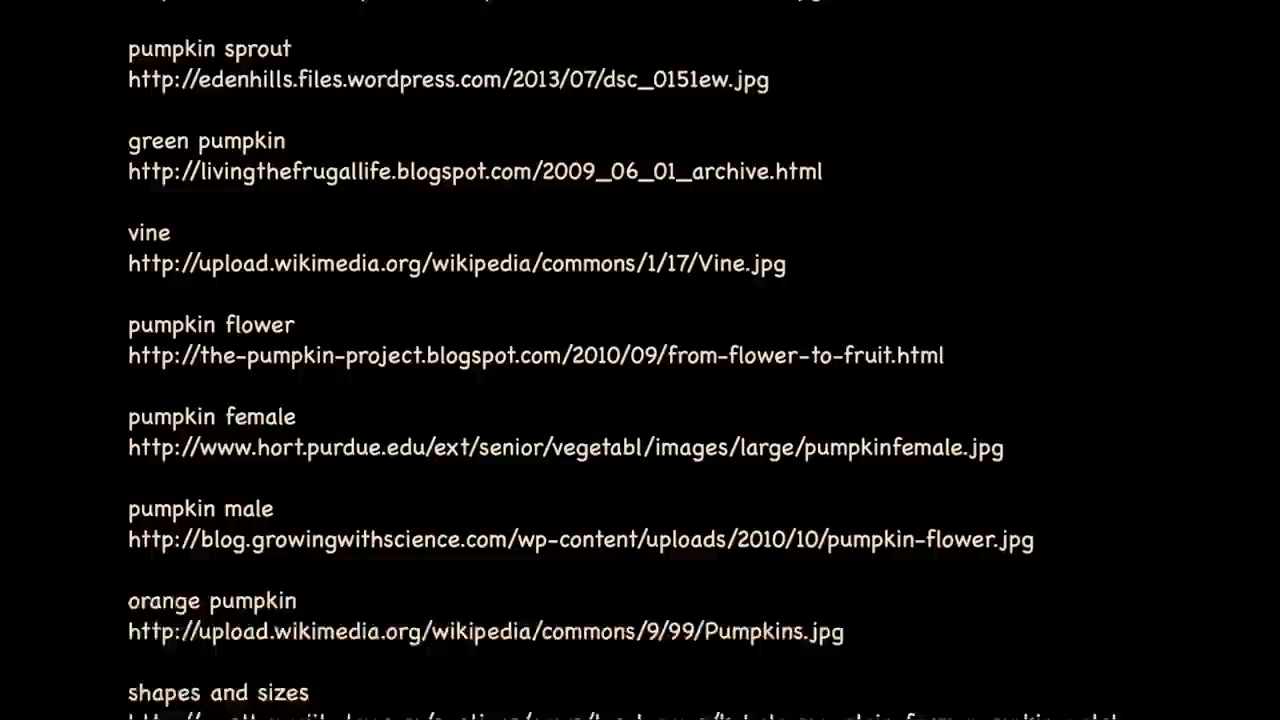 pumpkin sprout
http://edenhills.files.wordpress.com/2013/07/dsc_0151ew.jpg
green pumpkin
http://livingthefrugallife.blogspot.com/2009_06_01_archive.html
vine
http://upload.wikimedia.org/wikipedia/commons/1/17/Vine.jpg
pumpkin flower
http://the-pumpkin-project.blogspot.com/2010/09/from-flower-to-fruit.html
pumpkin female
http://www.hort.purdue.edu/ext/senior/vegetabl/images/large/pumpkinfemale.jpg
pumpkin male
http://blog.growingwithscience.com/wp-content/uploads/2010/10/pumpkin-flower.jpg
orange pumpkin
http://upload.wikimedia.org/wikipedia/commons/9/99/Pumpkins.jpg
shapes and sizes